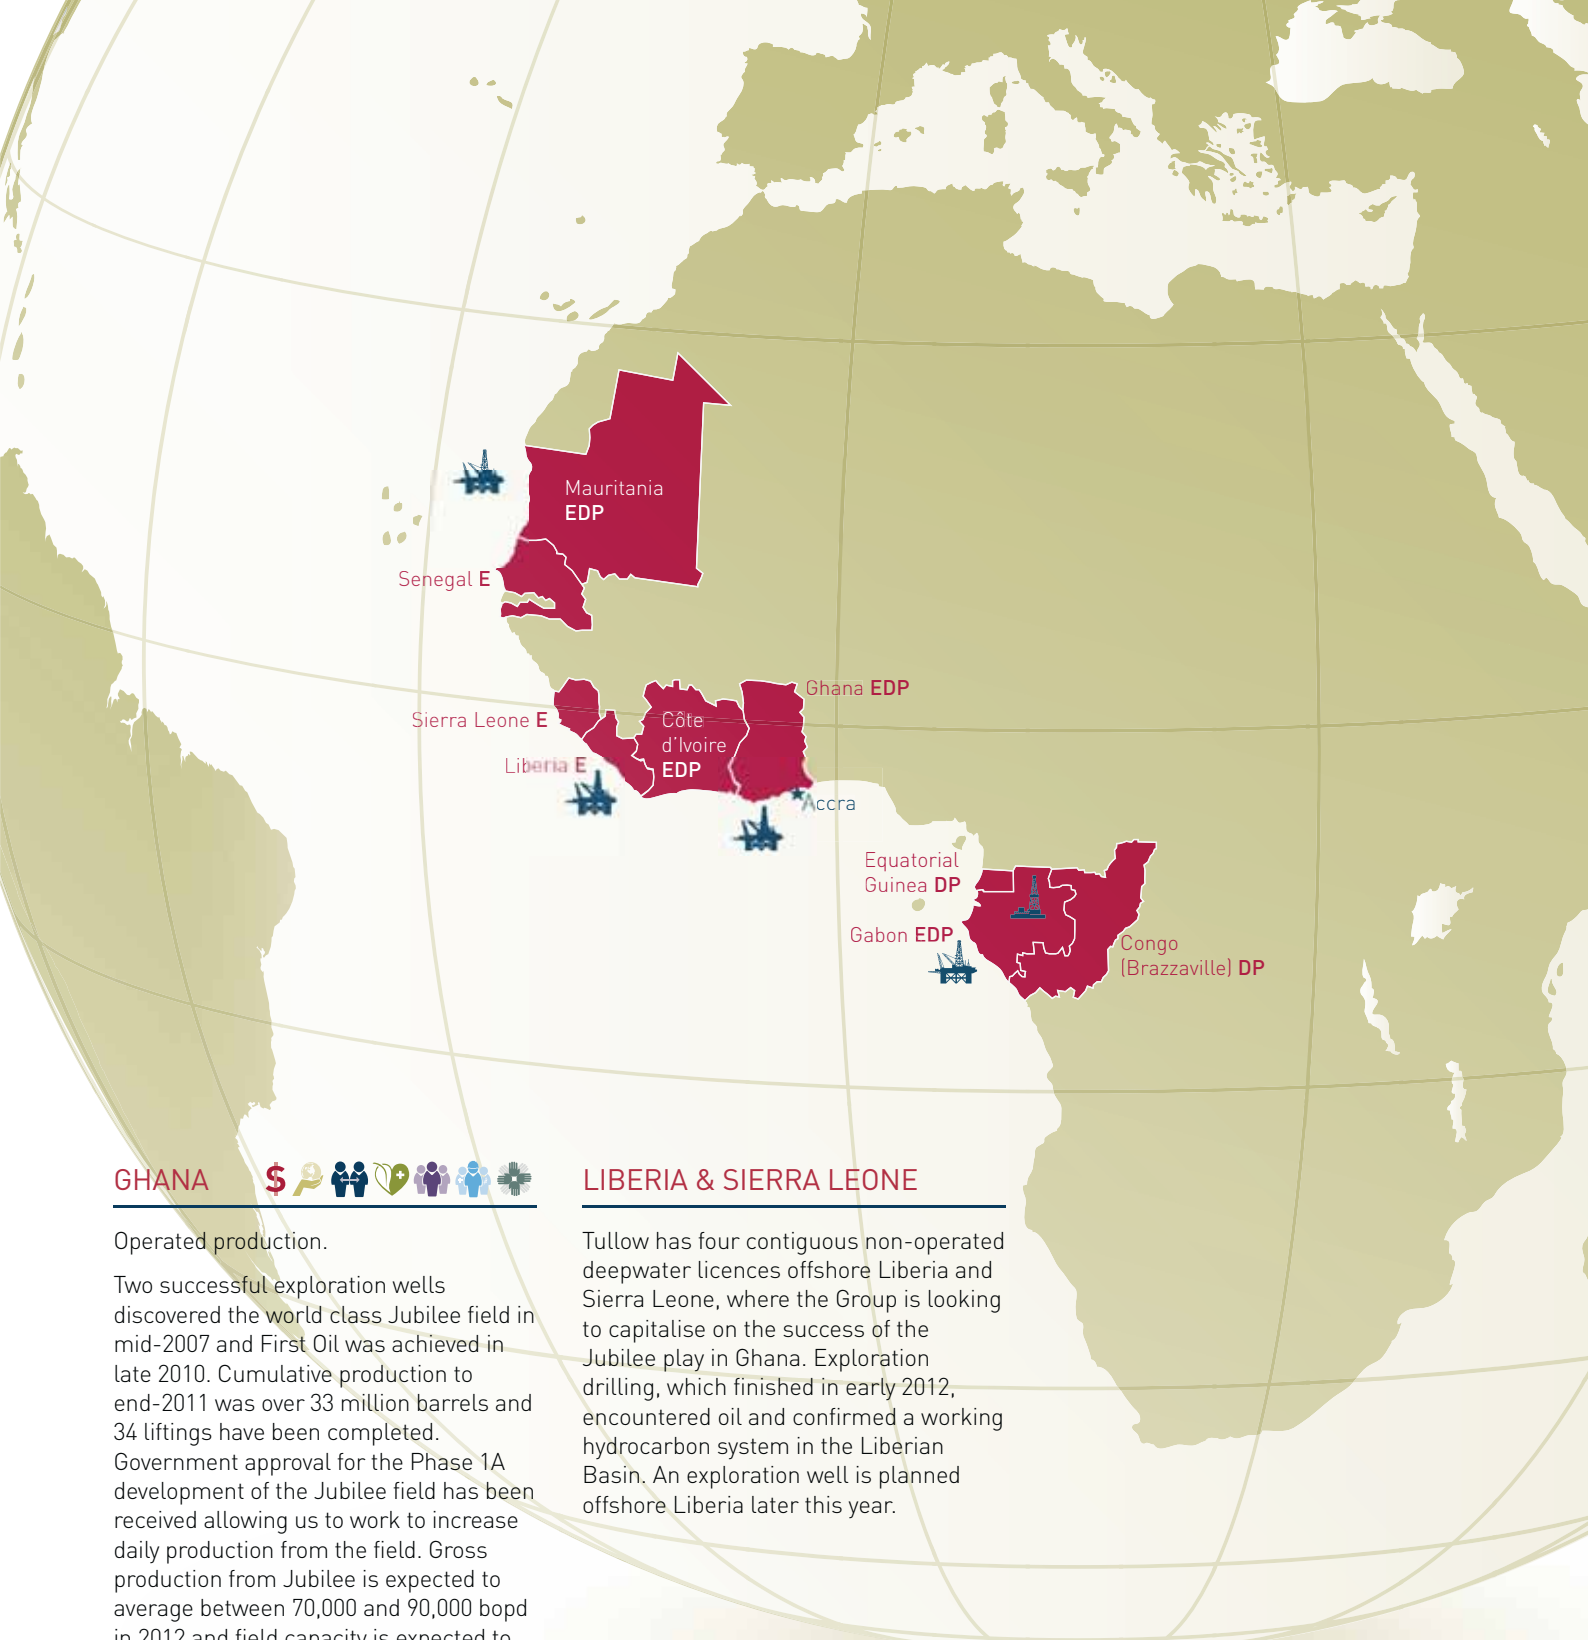 Mauritania
EDP
Senegal E
Ghana EDP
Sierra Leone E
Côte
d’Ivoire
EDP
Liberia E
Accra
Equatorial
Guinea DP
Gabon EDP
Congo
(Brazzaville) DP
GHANA
$
Operated production.
Two successful exploration wells
discovered the world class Jubilee field in
mid-2007 and First Oil was achieved in
late 2010. Cumulative production to
end-2011 was over 33 million barrels and
34 liftings have been completed.
Government approval for the Phase 1A
development of the Jubilee field has been
received allowing us to work to increase
daily production from the field. Gross
production from Jubilee is expected to
average between 70,000 and 90,000 bopd
in 2012 and field capacity is expected to
LIBERIA & SIERRA LEONE
Tullow has four contiguous non-operated
deepwater licences offshore Liberia and
Sierra Leone, where the Group is looking
to capitalise on the success of the
Jubilee play in Ghana. Exploration
drilling, which finished in early 2012,
encountered oil and confirmed a working
hydrocarbon system in the Liberian
Basin. An exploration well is planned
offshore Liberia later this year.